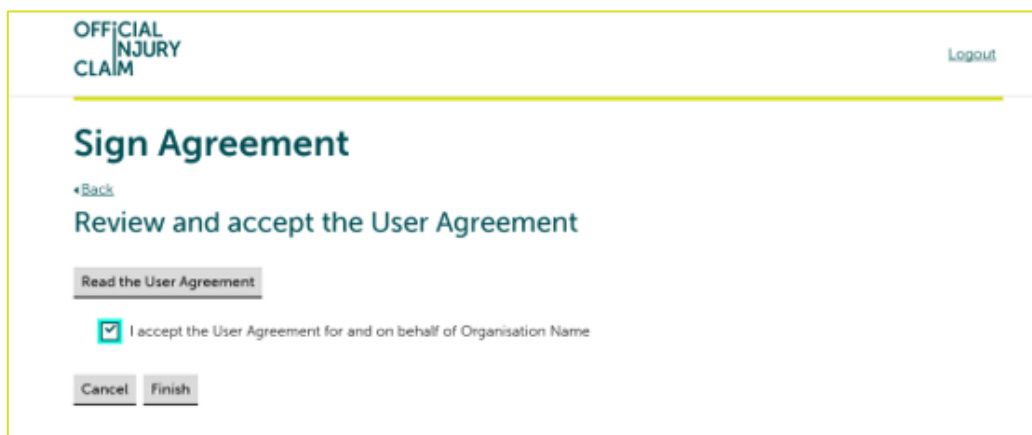 OFFICIAL
INJURY
CLAIM
Logout
Sign Agreement
Back
Review and accept the User Agreement
Read the User Agreement
I accept the User Agreement for and on behalf of Organisation Name
Cancel Finish